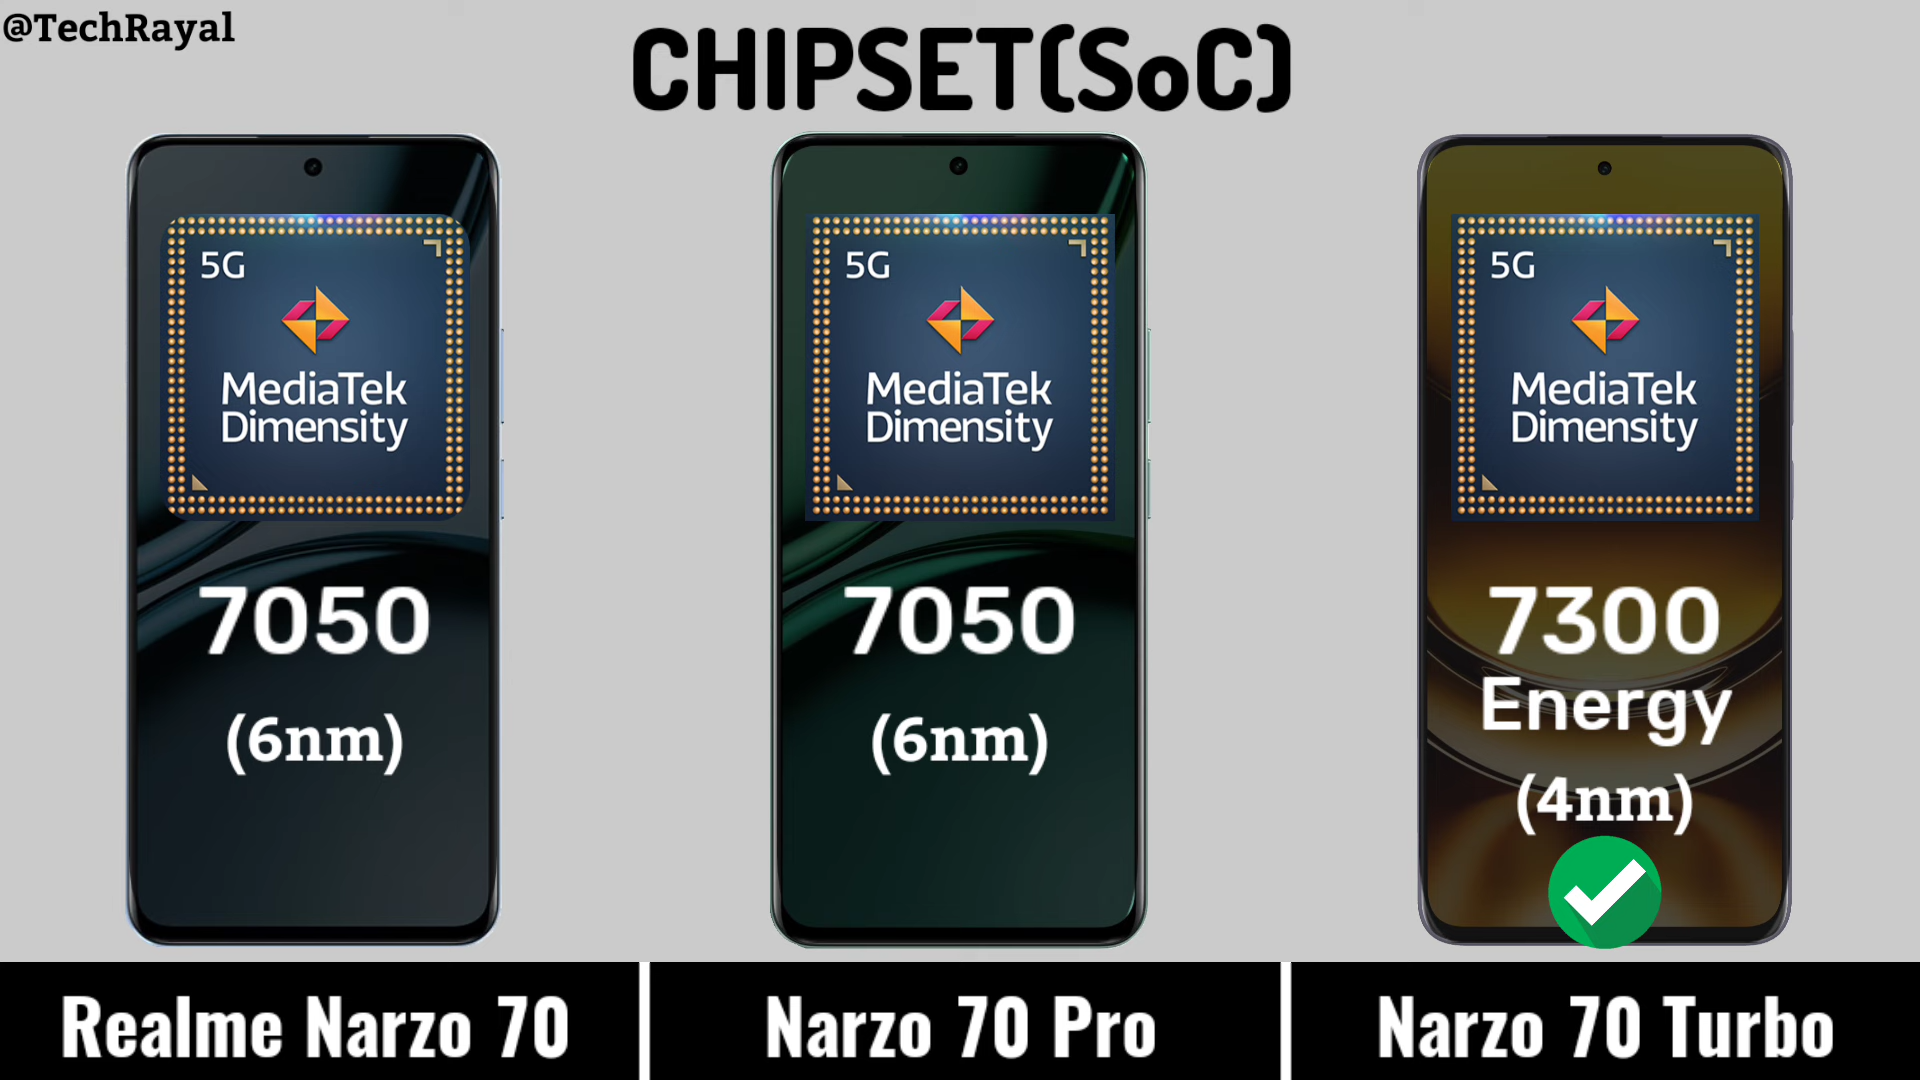 @TechRayal
CHIPSET(SoC)
5G
MediaTek
Dimensity
7050
(6nm)
Realme Narzo 70
5G
MediaTek
Dimensity
7050
(6nm)
Narzo 70 Pro
5G
MediaTek
Dimensity
7300
Energy
(4nm)
Narzo 70 Turbo